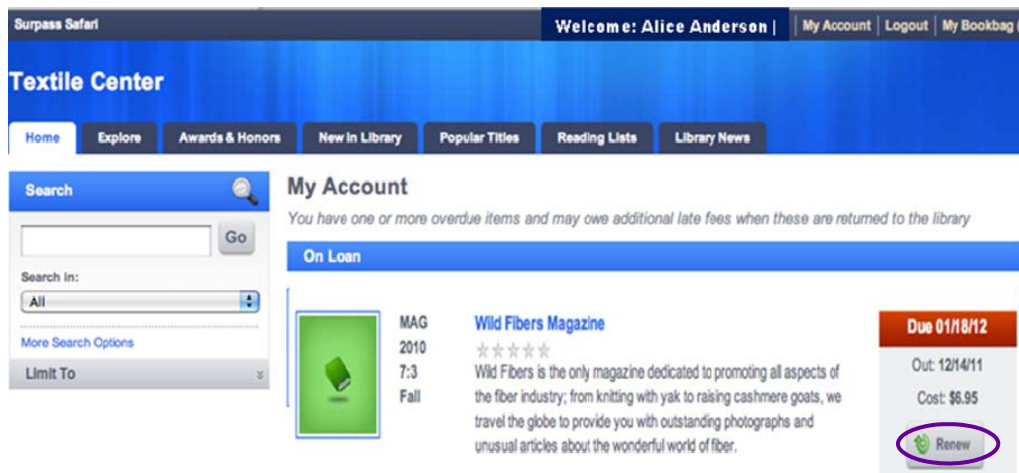 Surpass Safari
Welcome: Alice Anderson | My Account | Logout | My Bookbag (
Textile Center
Home Explore Awards & Honors New in Library Popular Titles Reading Lists Library News
Search
Go
Search in:
All
More Search Options
Limit To
My Account
You have one or more overdue items and may owe additional late fees when these are returned to the library
On Loan
MAG
2010
7:3
Fall
Wild Fibers Magazine
Wild Fibers is the only magazine dedicated to promoting all aspects of
the fiber industry; from knitting with yak to raising cashmere goats, we
travel the globe to provide you with outstanding photographs and
unusual articles about the wonderful world of fiber.
Due 01/18/12
Out: 12/14/11
Cost: $6.95
Renew